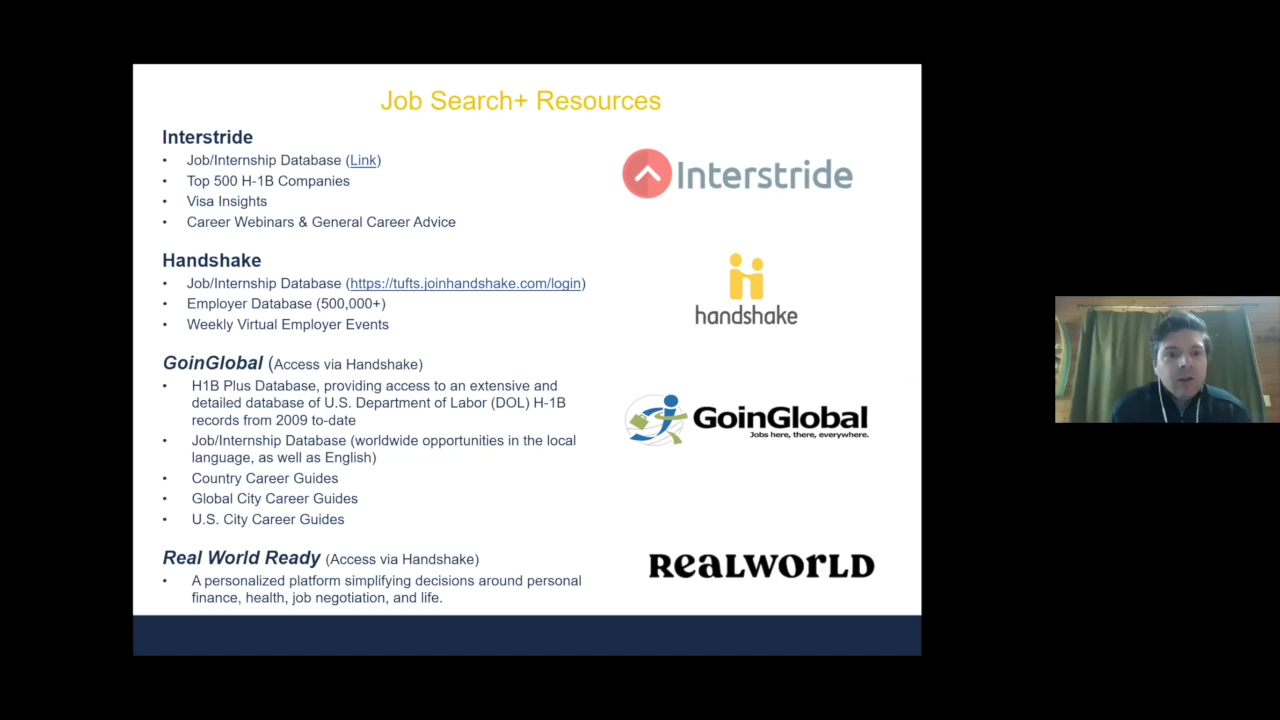 Job Search+ Resources
Interstride
• Job/Internship Database (Link)
• Top 500 H-1B Companies
• Visa Insights
• Career Webinars & General Career Advice
Interstride
Handshake
• Job/Internship Database (https://tufts.joinhandshake.com/login)
• Employer Database (500,000+)
• Weekly Virtual Employer Events
handshake
GoinGlobal (Access via Handshake)
• H1B Plus Database, providing access to an extensive and
detailed database of U.S. Department of Labor (DOL) H-1B
records from 2009 to-date
• Job/Internship Database (worldwide opportunities in the local
language, as well as English)
• Country Career Guides
• Global City Career Guides
• U.S. City Career Guides
GoinGlobal
Jobs here, there, everywhere.
Real World Ready (Access via Handshake)
• A personalized platform simplifying decisions around personal
finance, health, job negotiation, and life.
REALWORLD